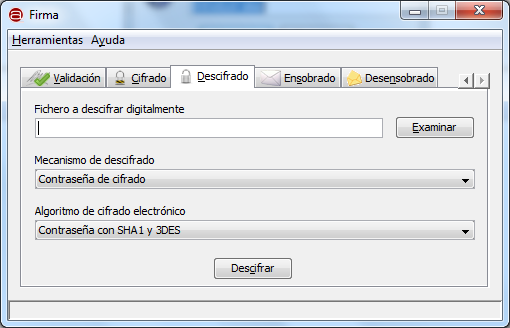 Firma
Herramientas Ayuda
Validación Cifrado Descifrado Ensobrado Desensobrado
Fichero a descifrar digitalmente
Examinar
Mecanismo de descifrado
Contraseña de cifrado
Algoritmo de cifrado electrónico
Contraseña con SHA1 y 3DES
Descifrar